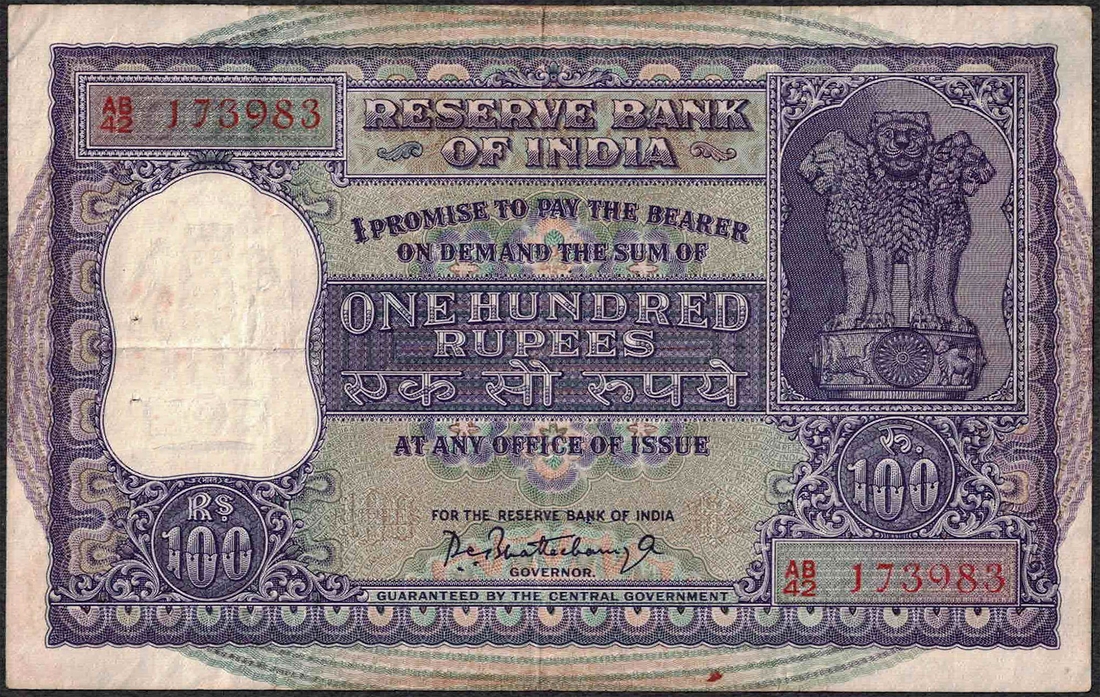 AB
42 173983
RESERVE BANK
OF INDIA
I PROMISE TO PAY THE BEARER
ON DEMAND THE SUM OF
ONE HUNDRED
RUPEES
एक सौ रुपये
AT ANY OFFICE OF ISSUE
Rs
100
रु.
100
FOR THE RESERVE BANK OF INDIA
GOVERNOR.
GUARANTEED BY THE CENTRAL GOVERNMENT
AB
42 173983